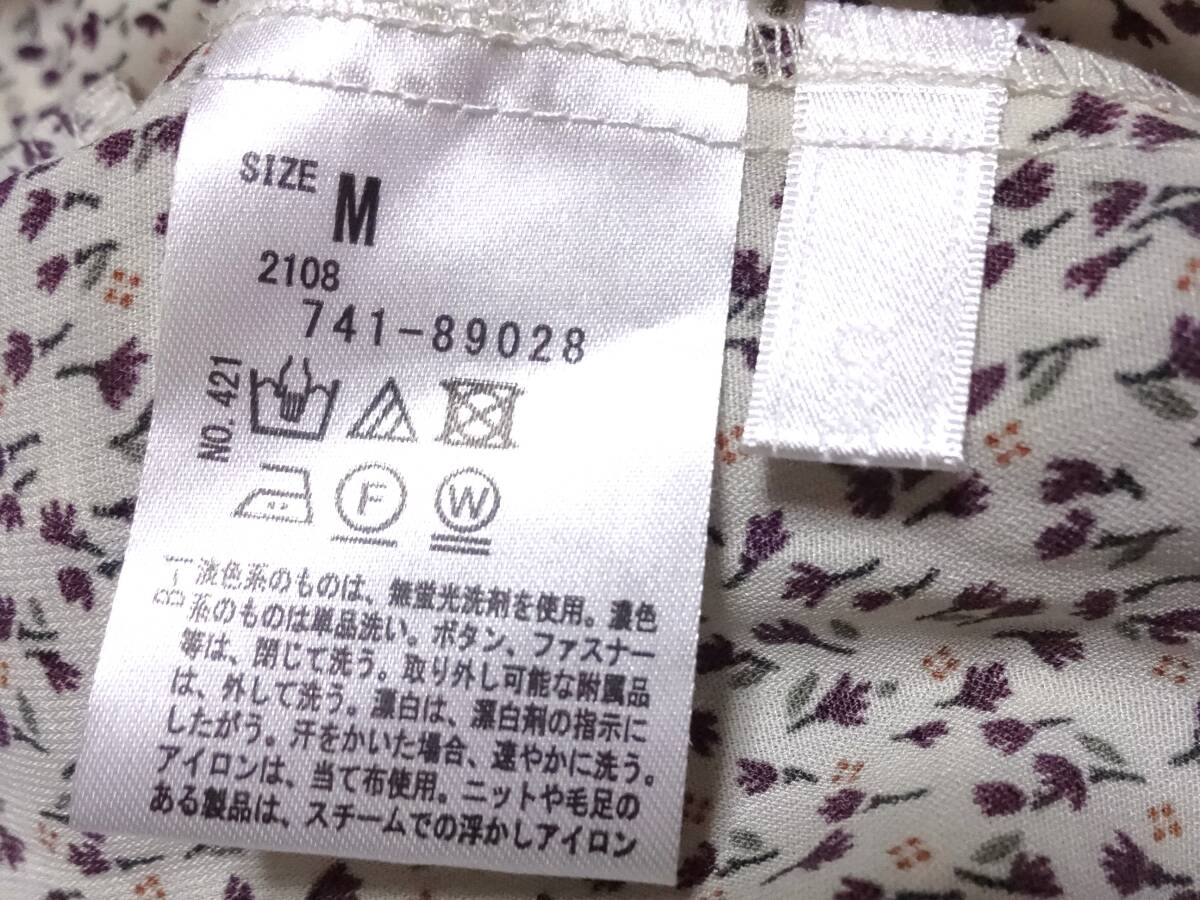 SIZE M
2108
741-89028
NO. 421
F W
淡色系のものは、無蛍光洗剤を使用。濃色
系のものは単品洗い。ボタン、ファスナー
等は、閉じて洗う。取り外し可能な附属品
は、外して洗う。漂白は、漂白剤の指示に
したがう。汗をかいた場合、速やかに洗う。
アイロンは、当て布使用。ニットや毛足の
ある製品は、スチームでの浮かしアイロン